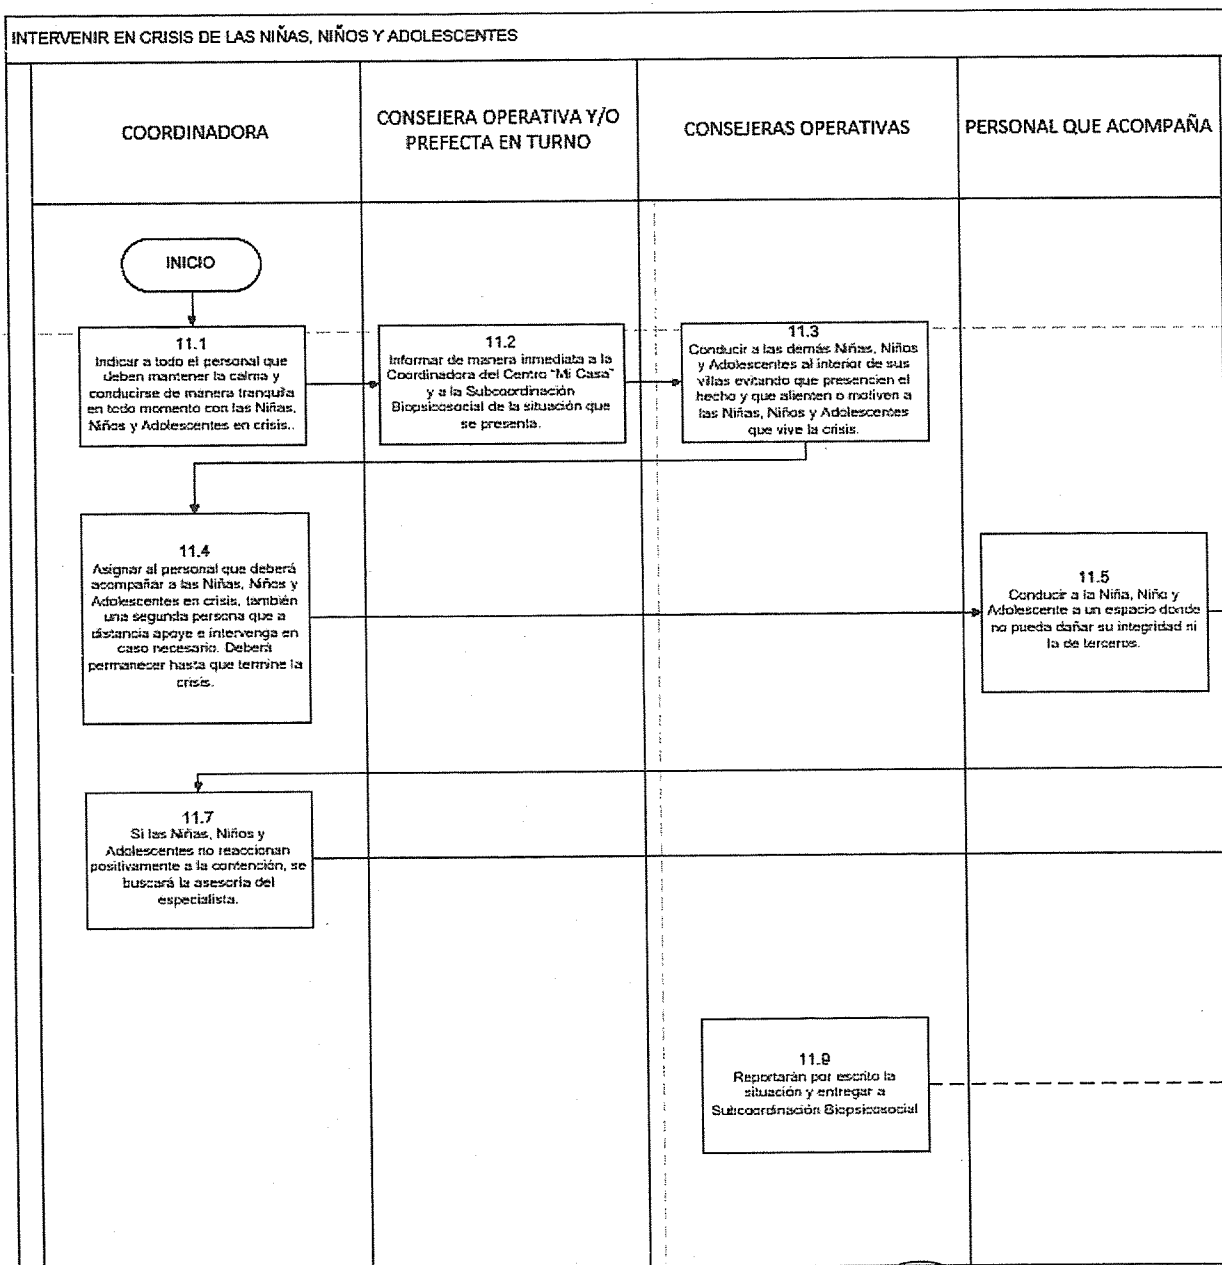 INTERVENIR EN CRISIS DE LAS NIÑAS, NIÑOS Y ADOLESCENTES
COORDINADORA
CONSEJERA OPERATIVA Y/O
PREFECTA EN TURNO
CONSEJERAS OPERATIVAS
PERSONAL QUE ACOMPAÑA
INICIO
11.1
Indicar a todo el personal que
deben mantener la calma y
conducirse de manera tranquila
en todo momento con las Niñas,
Niños y Adolescentes en crisis..
11.2
Informar de manera inmediata a la
Coordinadora del Centro "Mi Casa"
y a la Subcoordinación
Biopsicosocial de la situación que
se presenta.
11.3
Conducir a las demás Niñas, Niños
y Adolescentes al interior de sus
villas evitando que presencien el
hecho y que alienten o motiven a
las Niñas, Niños y Adolescentes
que vive la crisis.
11.4
Asignar al personal que deberá
acompañar a las Niñas, Niños y
Adolescentes en crisis, también
una segunda persona que a
distancia apoye e intervenga en
caso necesario. Deberá
permanecer hasta que termine la
crisis.
11.5
Conducir a la Niña, Niño y
Adolescente a un espacio donde
no pueda dañar su integridad ni
la de terceros.
11.7
Si las Niñas, Niños y
Adolescentes no reaccionan
positivamente a la contención, se
buscará la asesoría del
especialista.
11.9
Reportarán por escrito la
situación y entregar a
Subcoordinación Biopsicosocial